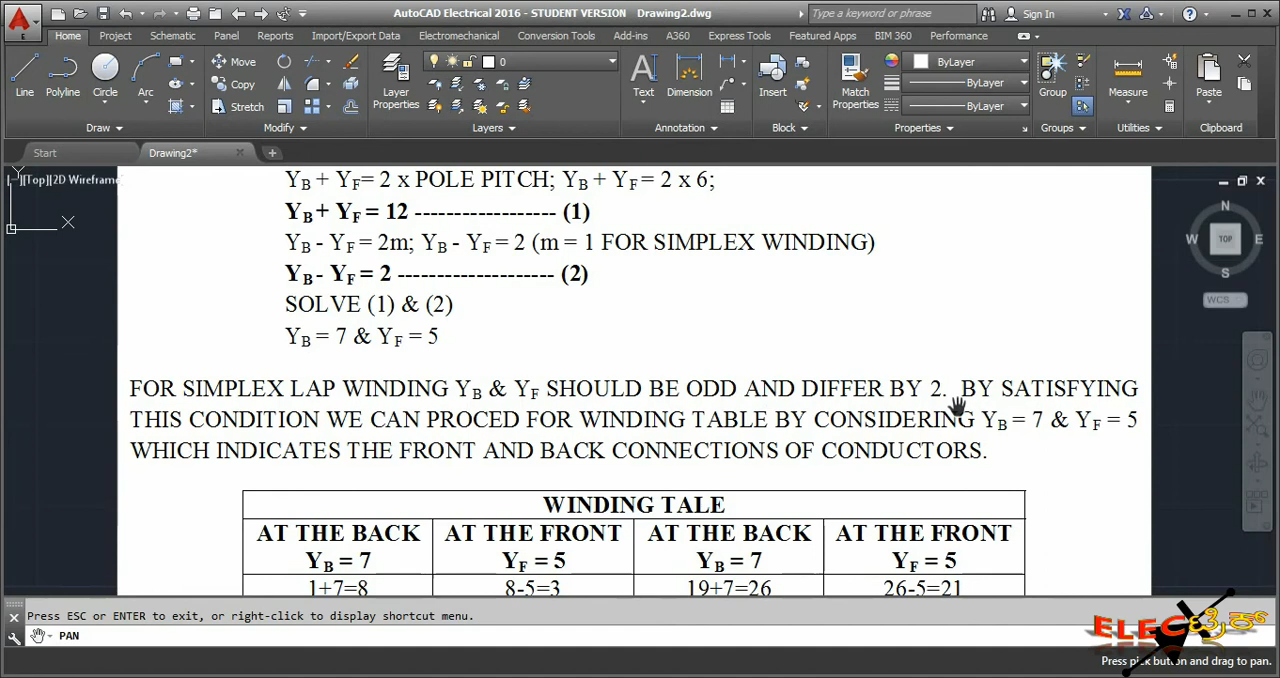 AutoCAD Electrical 2016 - STUDENT VERSION Drawing2.dwg
Type a keyword or phrase
Sign In
Home Project Schematic Panel Reports Import/Export Data Electromechanical Conversion Tools Add-ins A360 Express Tools Featured Apps BIM 360 Performance
Line Polyline Circle Arc
Move
Copy
Stretch
Layer Properties
0
Text Dimension
Insert
Match Properties
ByLayer
ByLayer
ByLayer
Group
Measure
Paste
Draw Modify Layers Annotation Block Properties Groups Utilities Clipboard
Start Drawing2*
[-][Top][2D Wirefram
YB + YF= 2 x POLE PITCH; YB + YF = 2 x 6;
YB + YF = 12 ------------------ (1)
YB - YF = 2m; YB - YF = 2 (m = 1 FOR SIMPLEX WINDING)
YB - YF = 2 -------------------- (2)
SOLVE (1) & (2)
YB = 7 & YF = 5
FOR SIMPLEX LAP WINDING YB & YF SHOULD BE ODD AND DIFFER BY 2. BY SATISFYING
THIS CONDITION WE CAN PROCED FOR WINDING TABLE BY CONSIDERING YB = 7 & YF = 5
WHICH INDICATES THE FRONT AND BACK CONNECTIONS OF CONDUCTORS.
WINDING TALE
AT THE BACK AT THE FRONT AT THE BACK AT THE FRONT
YB = 7 YF = 5 YB = 7 YF = 5
1+7=8 8-5=3 19+7=26 26-5=21
N
W TOP E
S
WCS
Press ESC or ENTER to exit, or right-click to display shortcut menu.
PAN
Press pick button and drag to pan.